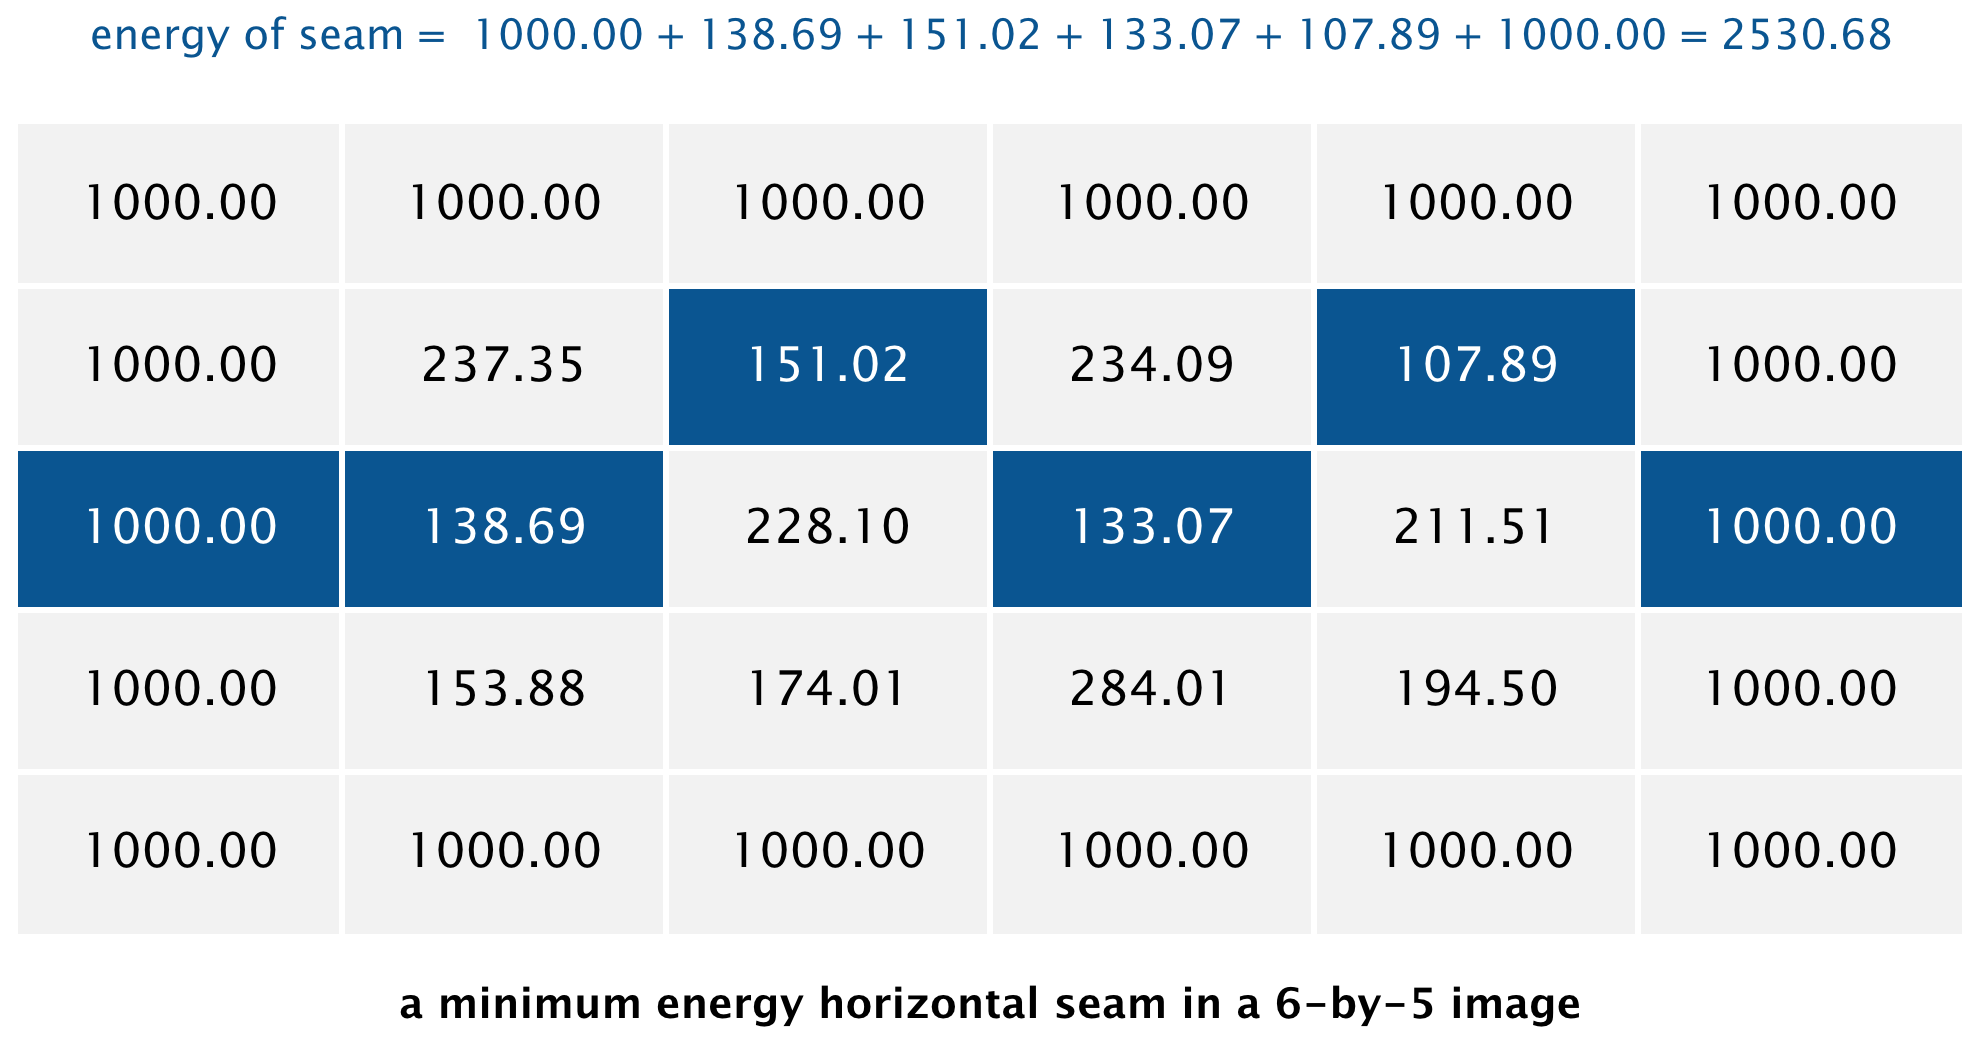 energy of seam = 1000.00 + 138.69 + 151.02 + 133.07 + 107.89 + 1000.00 = 2530.68
1000.00 1000.00 1000.00 1000.00 1000.00 1000.00
1000.00 237.35 151.02 234.09 107.89 1000.00
1000.00 138.69 228.10 133.07 211.51 1000.00
1000.00 153.88 174.01 284.01 194.50 1000.00
1000.00 1000.00 1000.00 1000.00 1000.00 1000.00
a minimum energy horizontal seam in a 6-by-5 image